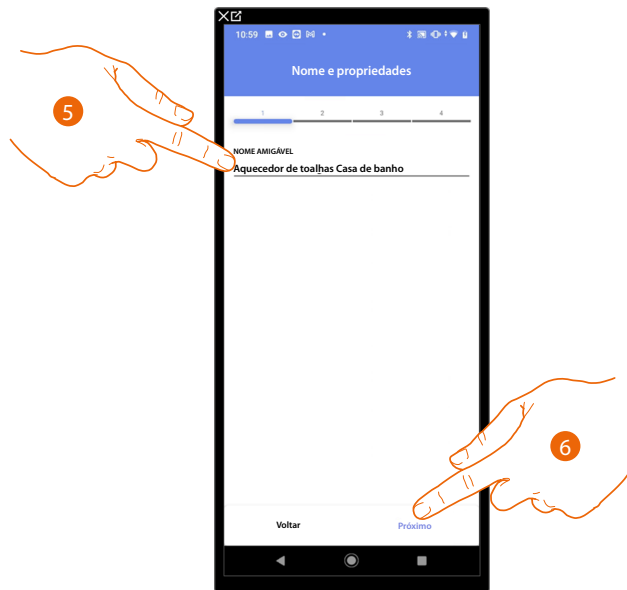 10:59
Nome e propriedades
1 2 3 4
NOME AMIGÁVEL
Aquecedor de toalhas Casa de banho
5
6
Voltar Próximo